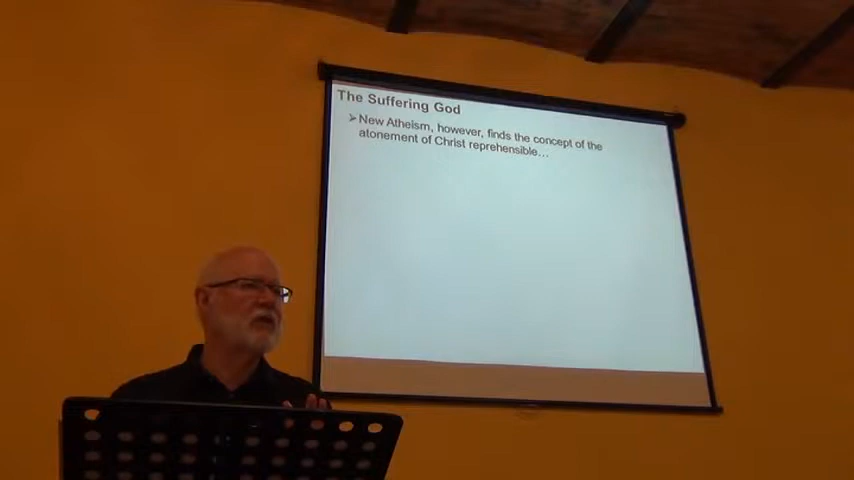 The Suffering God
➢ New Atheism, however, finds the concept of the
atonement of Christ reprehensible…